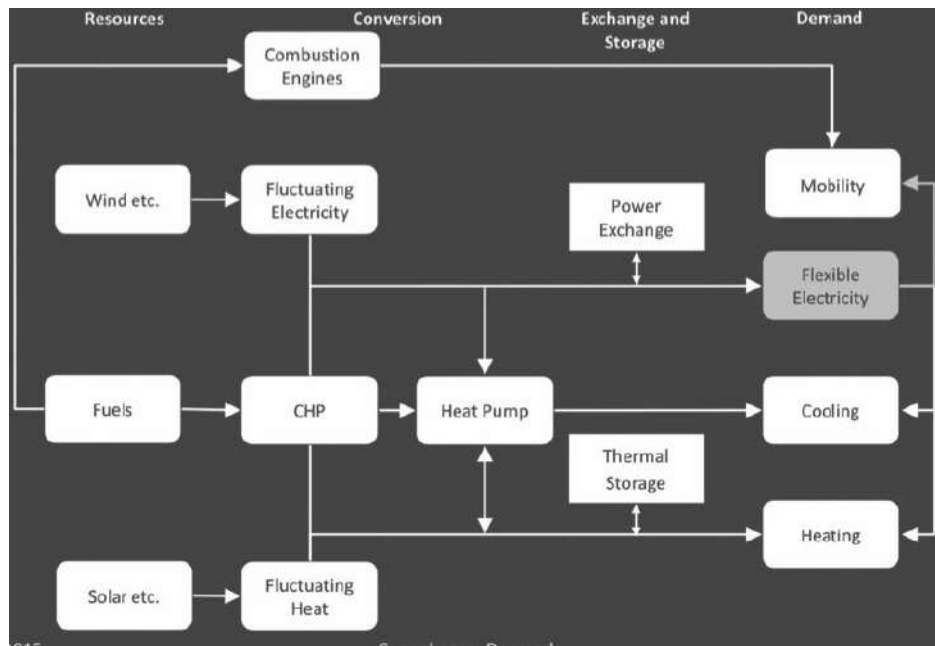 Resources
Conversion
Exchange and
Storage
Demand
Combustion
Engines
Wind etc.
Fluctuating
Electricity
Power
Exchange
Mobility
Flexible
Electricity
Fuels
CHP
Heat Pump
Cooling
Thermal
Storage
Heating
Solar etc.
Fluctuating
Heat